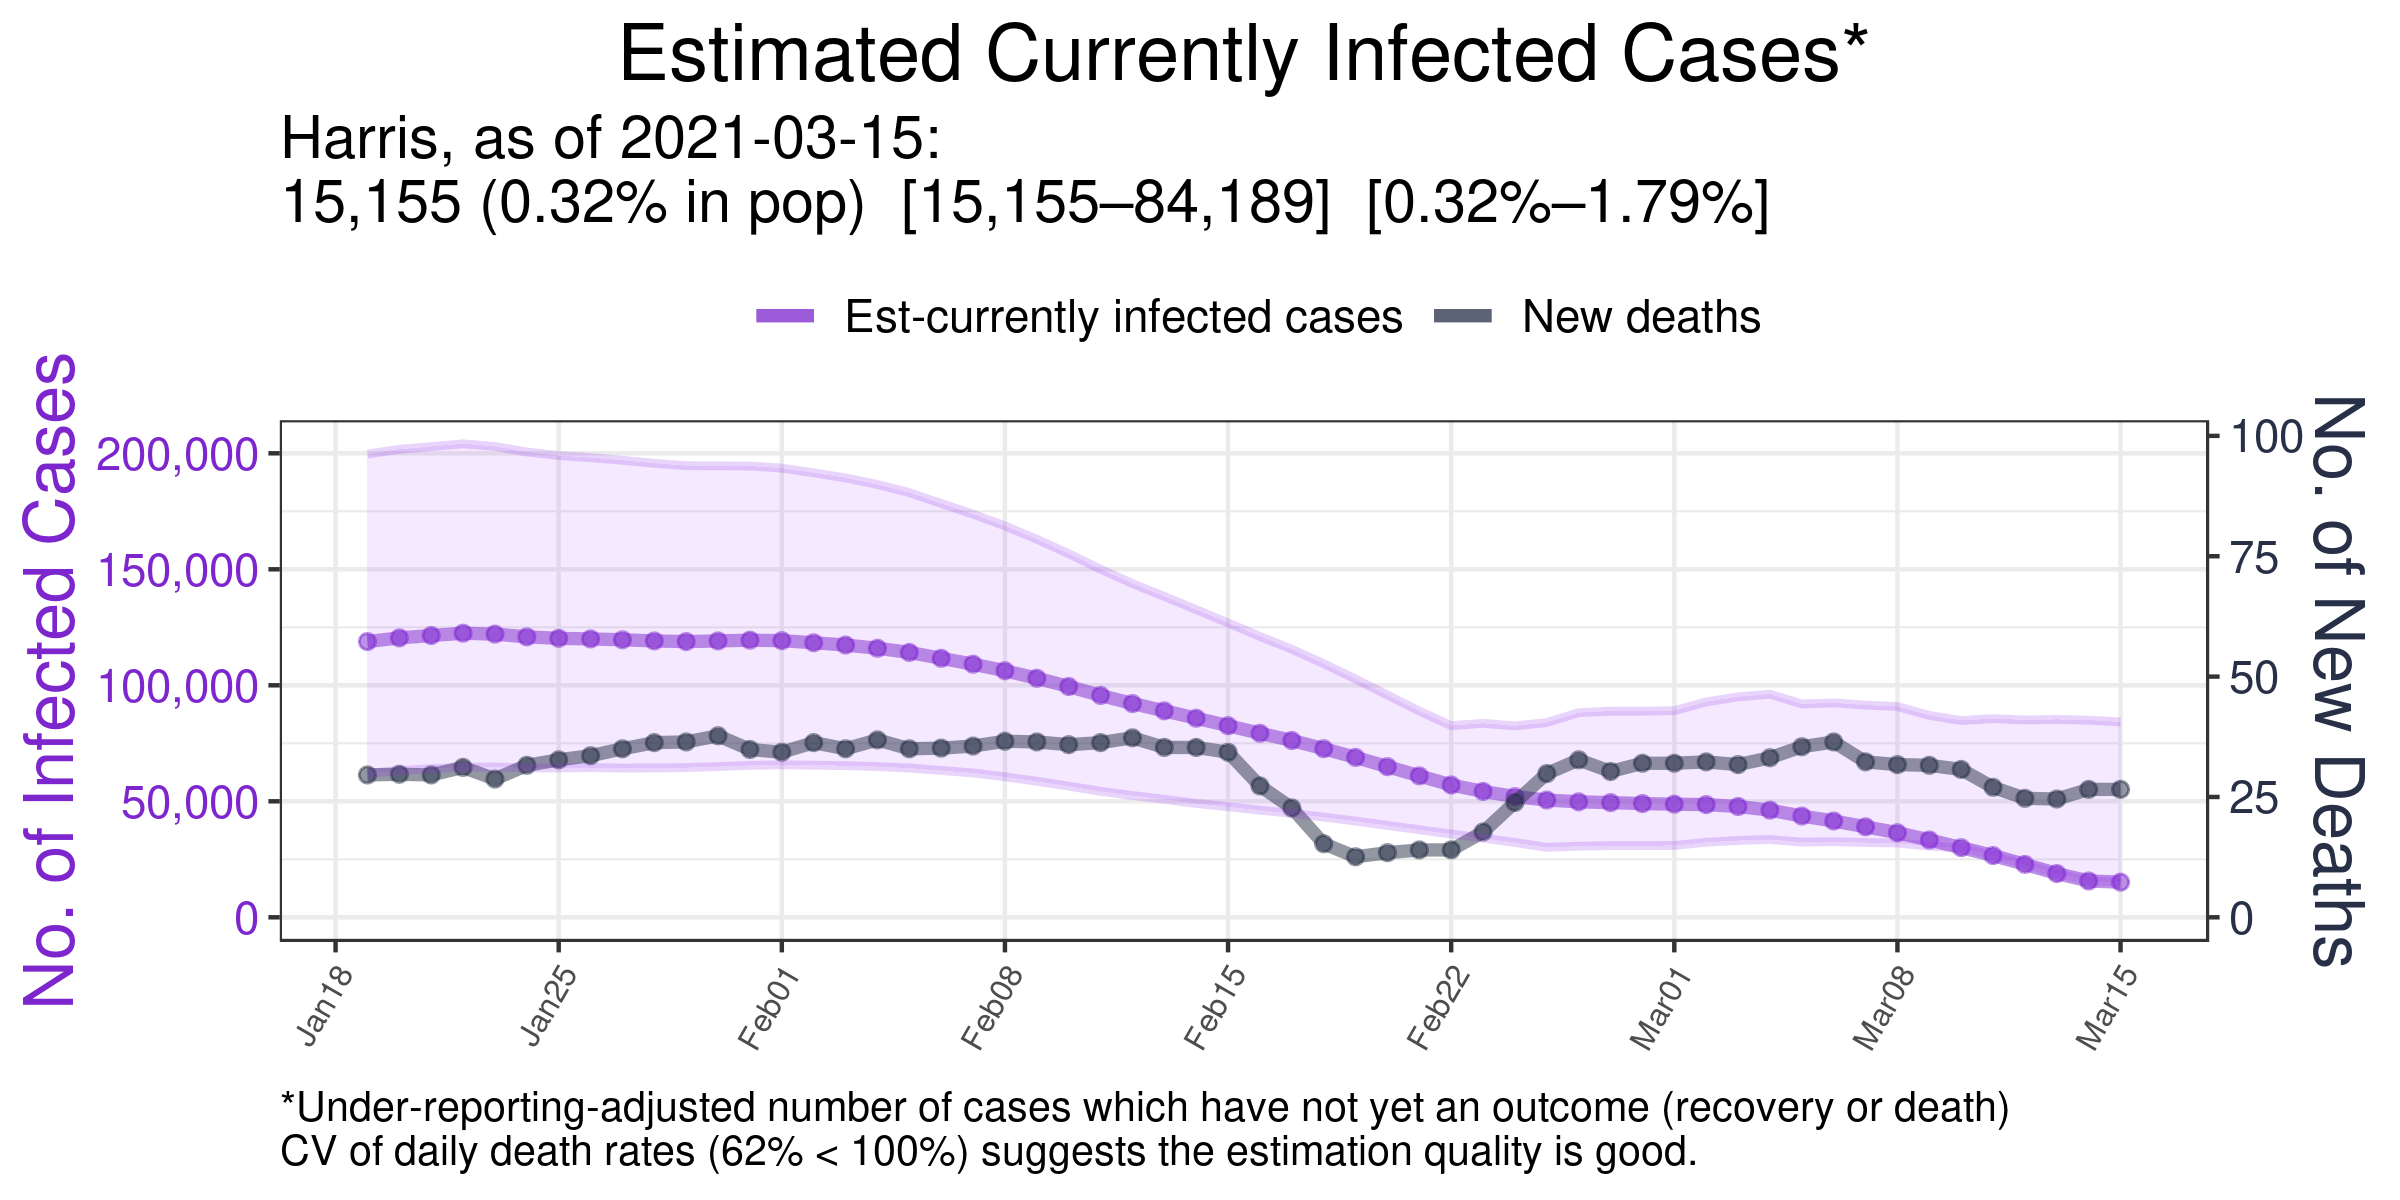 Estimated Currently Infected Cases*
Harris, as of 2021-03-15:
15,155 (0.32% in pop)  [15,155–84,189]  [0.32%–1.79%]
Est-currently infected cases
New deaths
No. of Infected Cases
200,000
150,000
100,000
50,000
0
100
75
50
25
0
No. of New Deaths
Jan18
Jan25
Feb01
Feb08
Feb15
Feb22
Mar01
Mar08
Mar15
*Under-reporting-adjusted number of cases which have not yet an outcome (recovery or death)
CV of daily death rates (62% < 100%) suggests the estimation quality is good.